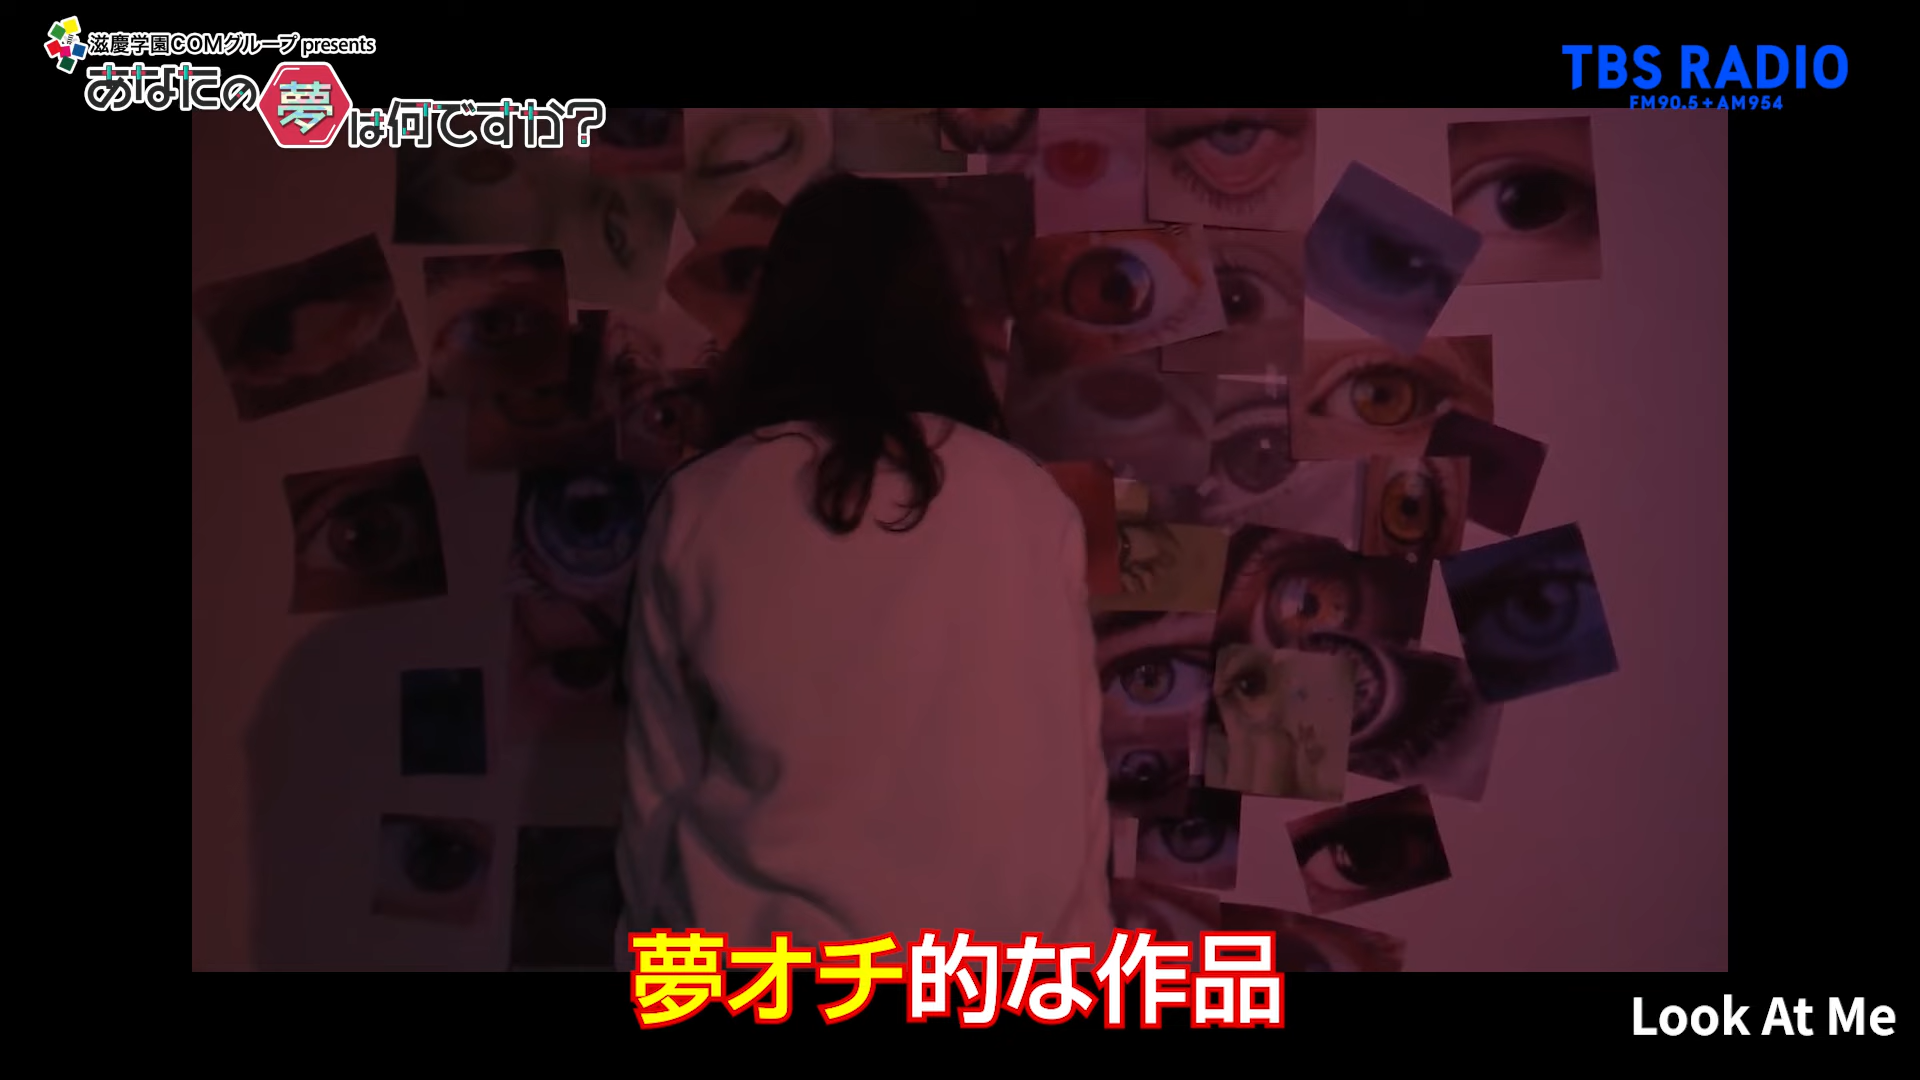 滋慶学園COMグループ presents
あなたの夢は何ですか?
TBS RADIO
FM90.5+AM954
夢オチ的な作品
Look At Me